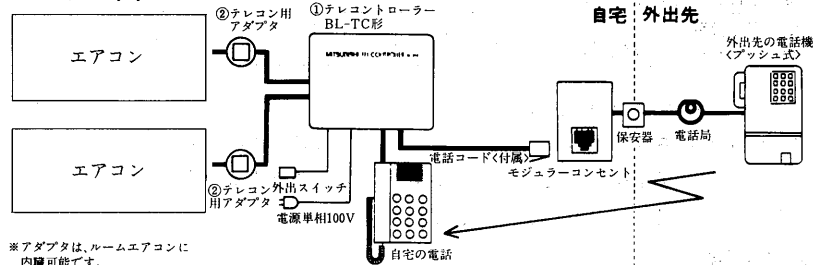 自宅 外出先
②テレコン用
アダプタ
①テレコントローラー
BL-TC形
外出先の電話機
〈プッシュ式〉
エアコン
エアコン
保安器
電話局
電話コード〈付属〉
モジュラーコンセント
②テレコン
用アダプタ
外出スイッチ
電源単相100V
自宅の電話
※アダプタは、ルームエアコンに
内臓可能です。